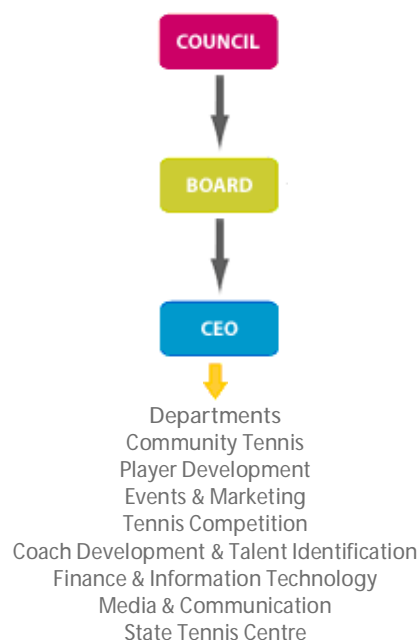 COUNCIL
BOARD
CEO
Departments
Community Tennis
Player Development
Events & Marketing
Tennis Competition
Coach Development & Talent Identification
Finance & Information Technology
Media & Communication
State Tennis Centre